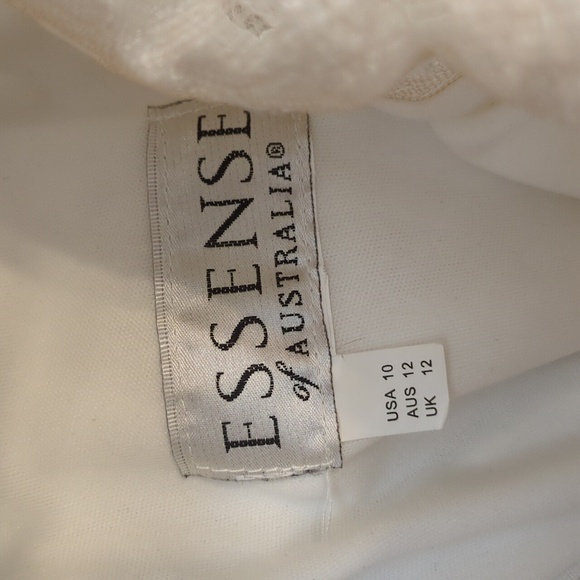 ESSENSE
of AUSTRALIA®
USA 10
AUS 12
UK 12